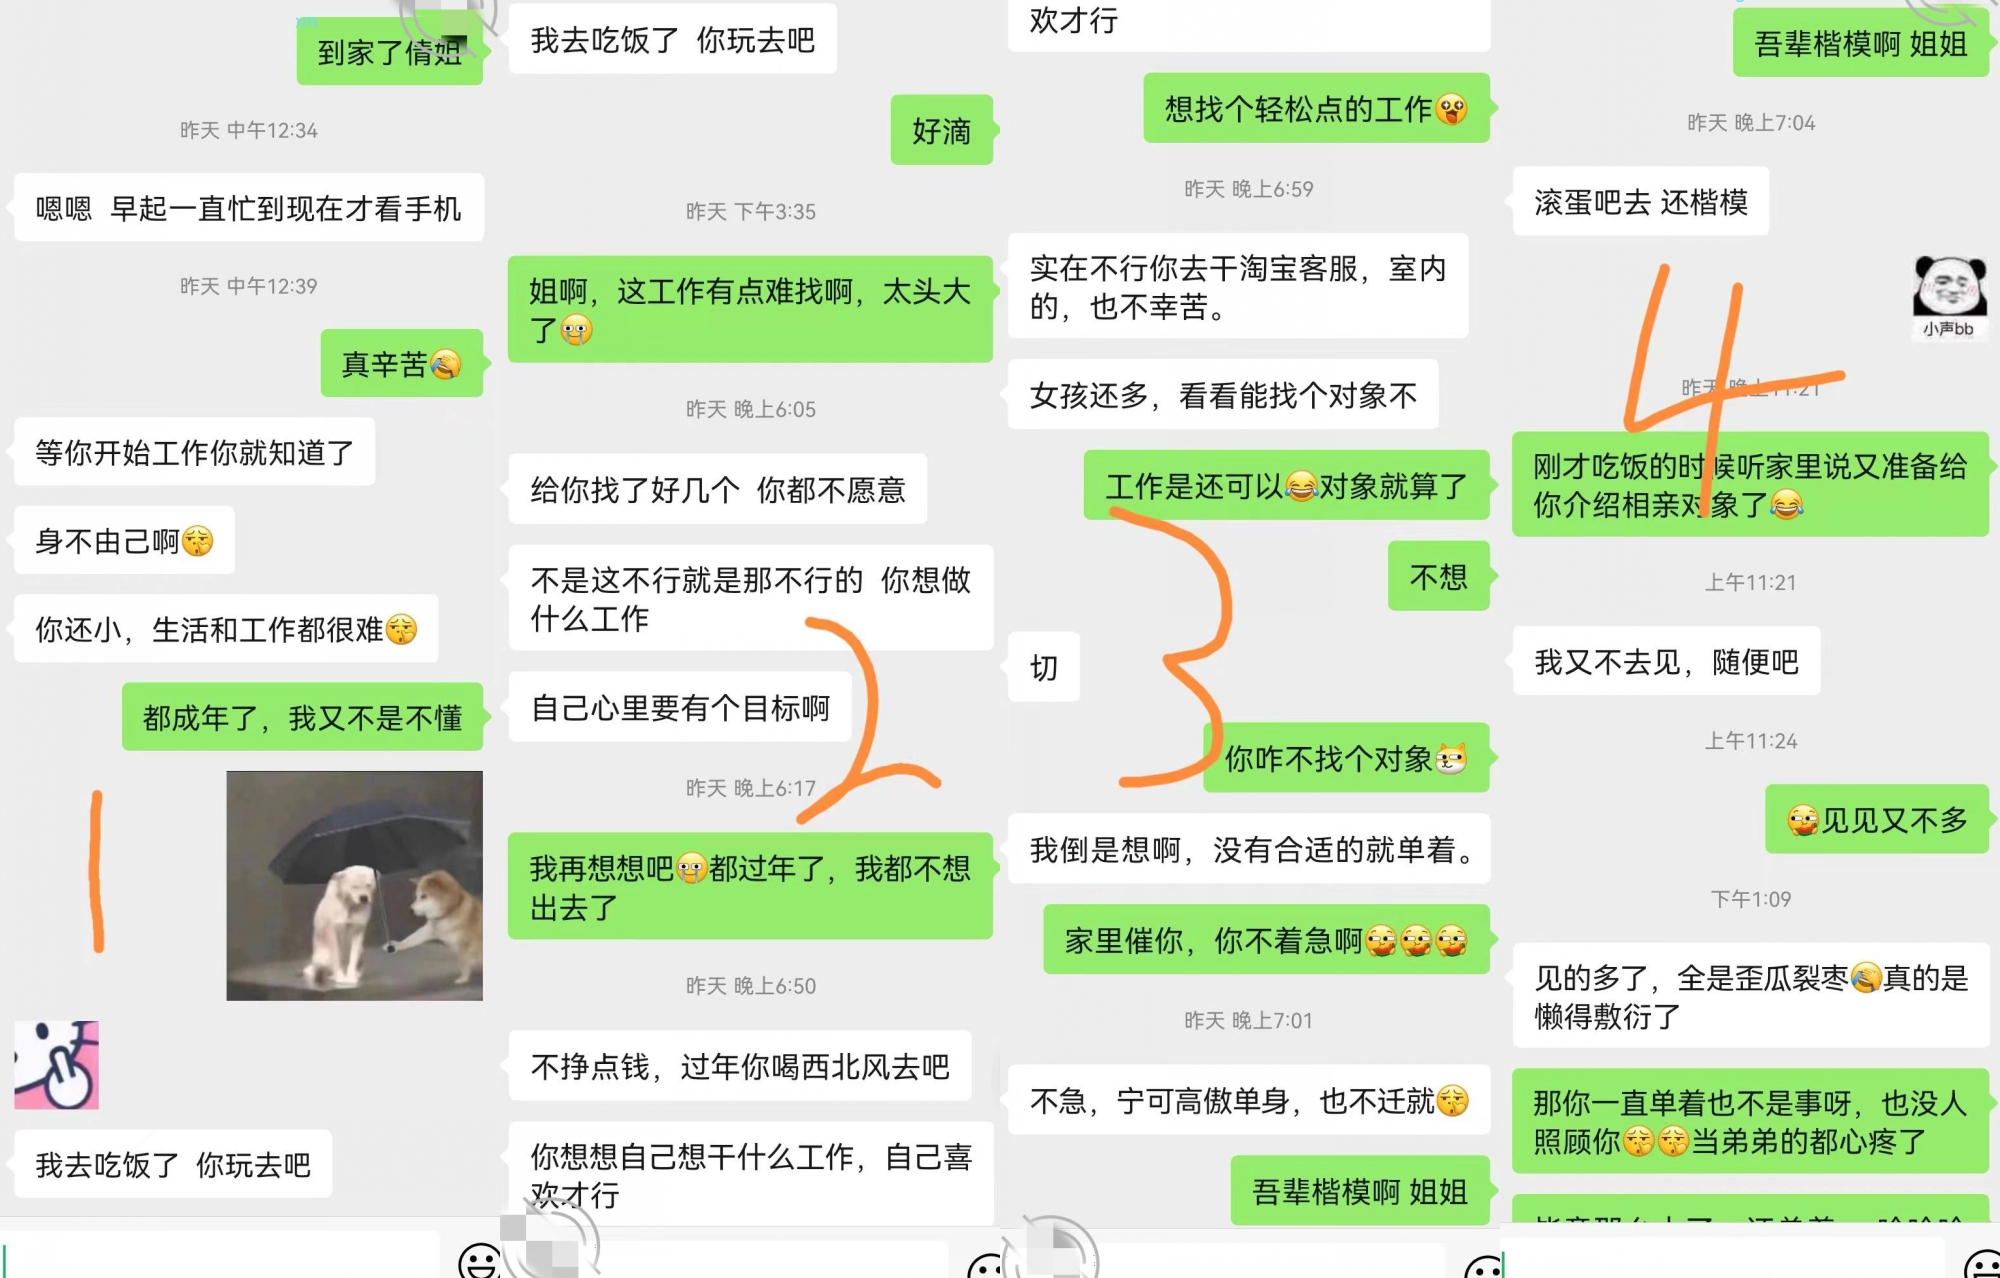 到家了倩姐
昨天 中午12:34
嗯嗯 早起一直忙到现在才看手机
昨天 中午12:39
真辛苦
等你开始工作你就知道了
身不由己啊
你还小，生活和工作都很难
都成年了，我又不是不懂
1
我去吃饭了 你玩去吧
我去吃饭了 你玩去吧
好滴
昨天 下午3:35
姐啊，这工作有点难找啊，太头大
了
昨天 晚上6:05
给你找了好几个 你都不愿意
不是这不行就是那不行的 你想做
什么工作
自己心里要有个目标啊
2
昨天 晚上6:17
我再想想吧都过年了，我都不想
出去了
昨天 晚上6:50
不挣点钱，过年你喝西北风去吧
你想想自己想干什么工作，自己喜
欢才行
欢才行
想找个轻松点的工作
昨天 晚上6:59
实在不行你去干淘宝客服，室内
的，也不幸苦。
女孩还多，看看能找个对象不
工作是还可以对象就算了
不想
3
切
你咋不找个对象
我倒是想啊，没有合适的就单着。
家里催你，你不着急啊
昨天 晚上7:01
不急，宁可高傲单身，也不迁就
吾辈楷模啊 姐姐
吾辈楷模啊 姐姐
昨天 晚上7:04
滚蛋吧去 还楷模
小声bb
4
昨天 晚上11:21
刚才吃饭的时候听家里说又准备给
你介绍相亲对象了
上午11:21
我又不去见，随便吧
上午11:24
见见又不多
下午1:09
见的多了，全是歪瓜裂枣真的是
懒得敷衍了
那你一直单着也不是事呀，也没人
照顾你当弟弟的都心疼了